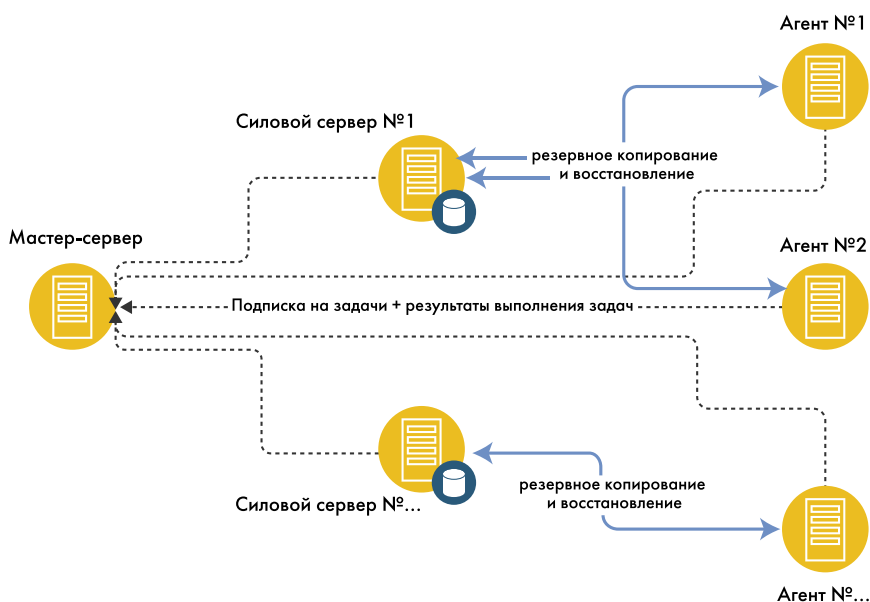 Агент №1
Силовой сервер №1
резервное копирование
и восстановление
Мастер-сервер
Агент №2
Подписка на задачи + результаты выполнения задач
резервное копирование
и восстановление
Силовой сервер №...
Агент №...